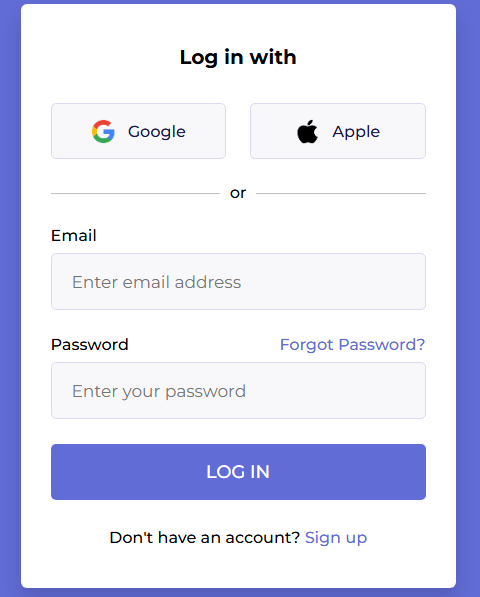 Log in with
Google Apple
or
Email
Enter email address
Password Forgot Password?
Enter your password
LOG IN
Don't have an account? Sign up